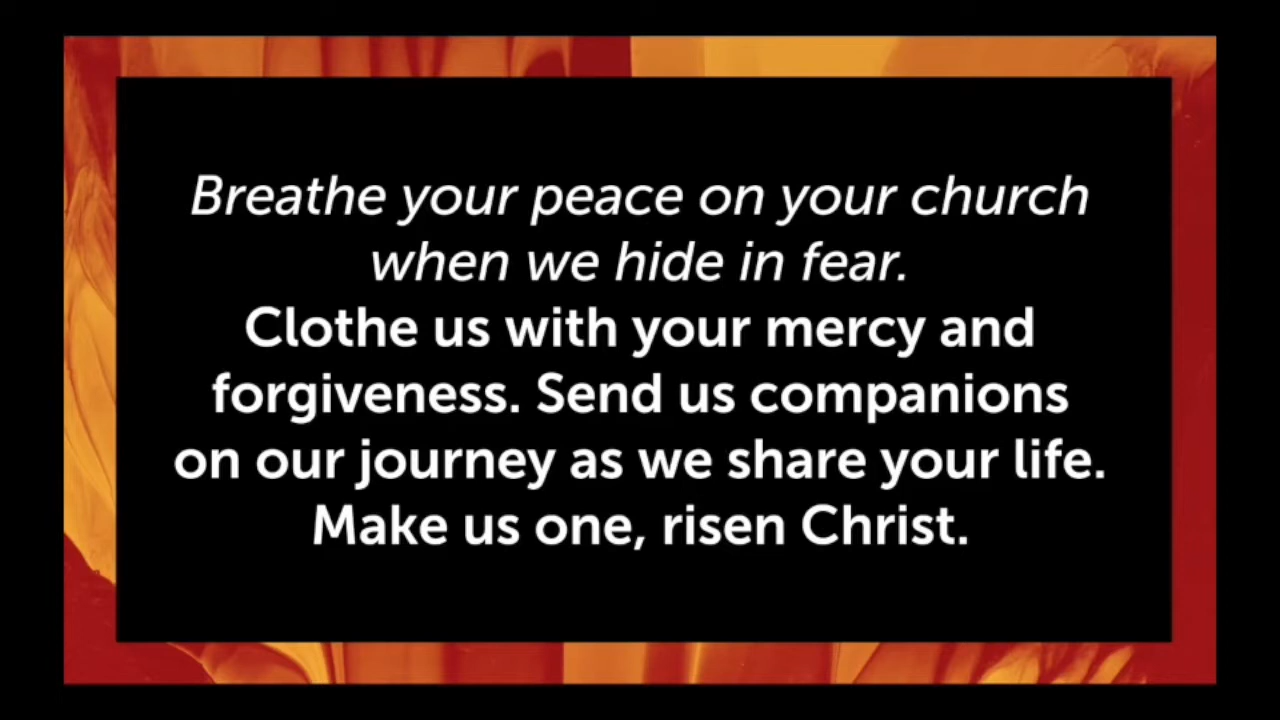 Breathe your peace on your church
when we hide in fear.
Clothe us with your mercy and
forgiveness. Send us companions
on our journey as we share your life.
Make us one, risen Christ.